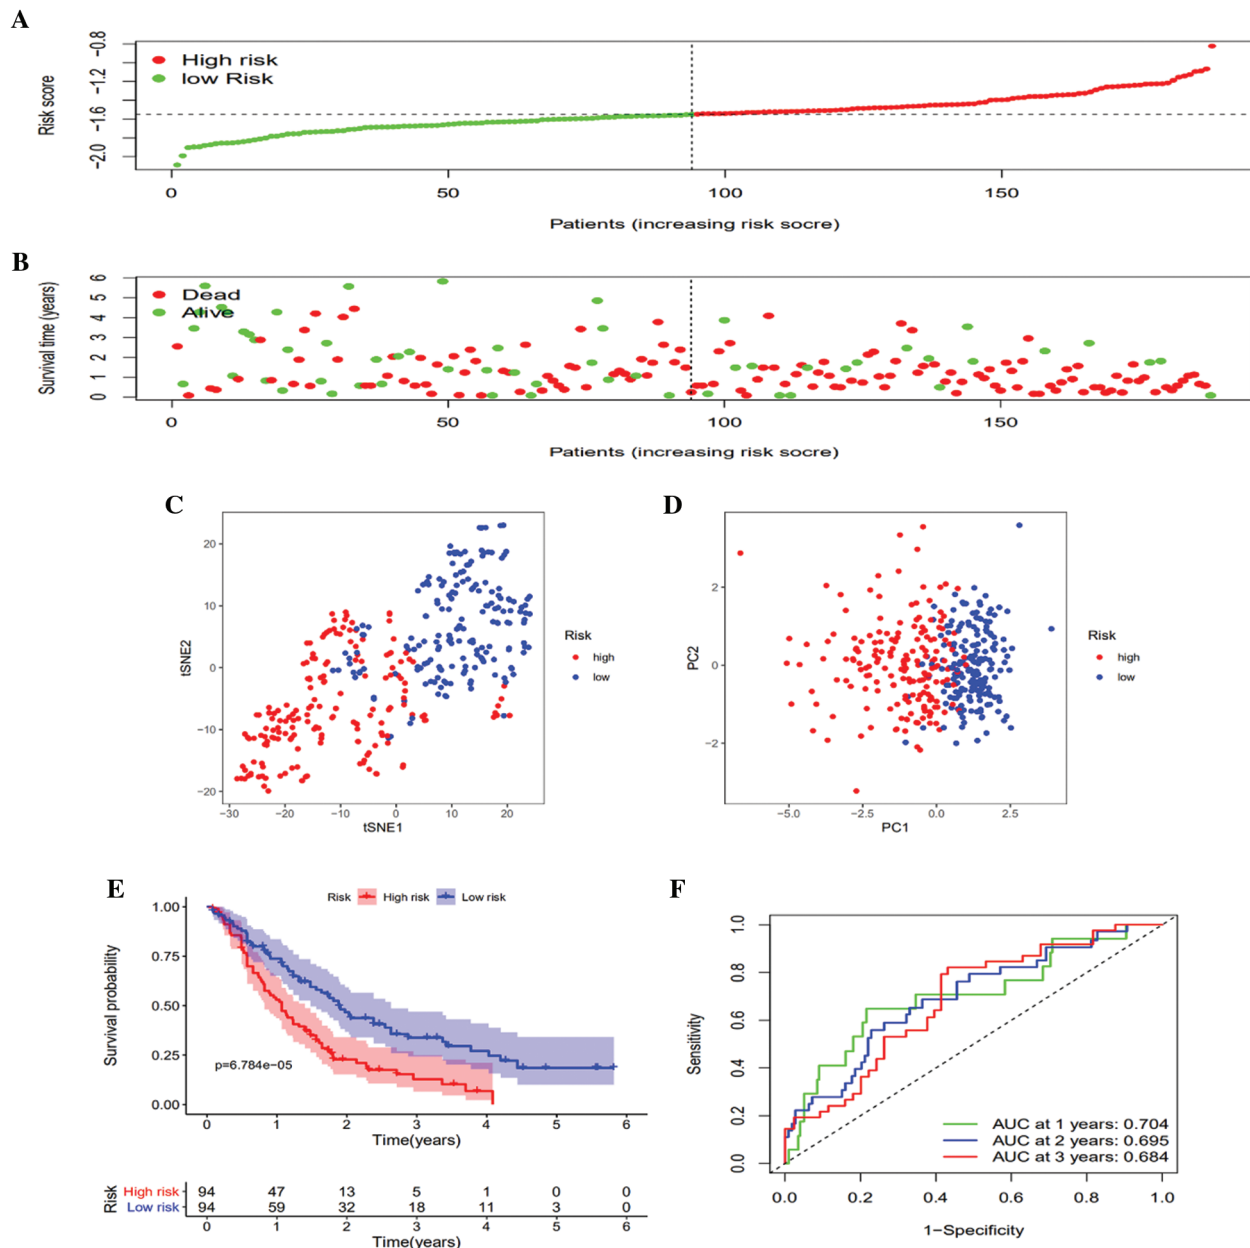 A
High risk
low Risk
Risk score
−0.8
−1.2
−1.6
−2.0
0 50 100 150
Patients (increasing risk socre)
B
Dead
Alive
Survival time (years)
6
5
4
3
2
1
0
0 50 100 150
Patients (increasing risk socre)
C
tSNE2
20
10
0
−10
−20
−30 −20 −10 0 10 20
tSNE1
Risk
high
low
D
PC2
2
0
−2
−5.0 −2.5 0.0 2.5
PC1
Risk
high
low
E
Risk High risk Low risk
Survival probability
1.00
0.75
0.50
0.25
0.00
p=6.784e−05
0 1 2 3 4 5 6
Time(years)
Risk
High risk 94 47 13 5 1 0 0
Low risk 94 59 32 18 11 3 0
0 1 2 3 4 5 6
Time(years)
F
Sensitivity
1.0
0.8
0.6
0.4
0.2
0.0
AUC at 1 years: 0.704
AUC at 2 years: 0.695
AUC at 3 years: 0.684
0.0 0.2 0.4 0.6 0.8 1.0
1−Specificity